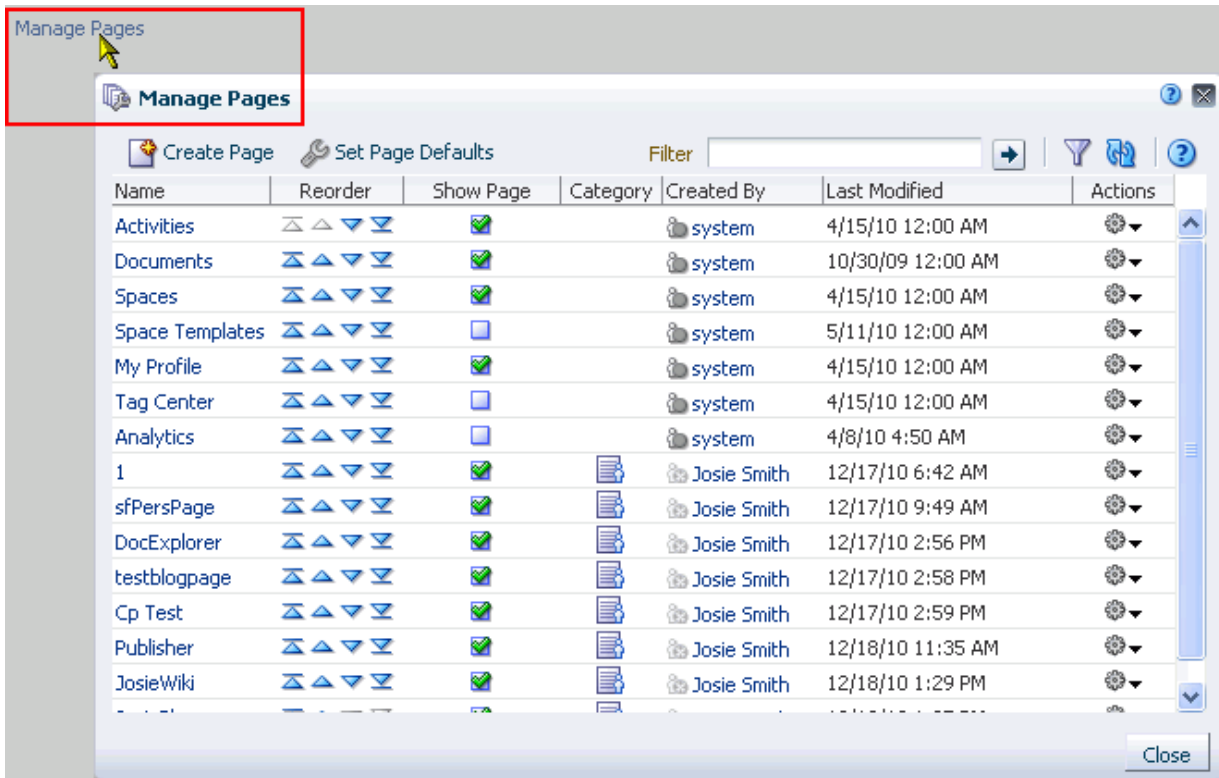 Manage Pages
Manage Pages
Create Page Set Page Defaults Filter
Name Reorder Show Page Category Created By Last Modified Actions
Activities system 4/15/10 12:00 AM
Documents system 10/30/09 12:00 AM
Spaces system 4/15/10 12:00 AM
Space Templates system 5/11/10 12:00 AM
My Profile system 4/15/10 12:00 AM
Tag Center system 4/15/10 12:00 AM
Analytics system 4/8/10 4:50 AM
1 Josie Smith 12/17/10 6:42 AM
sfPersPage Josie Smith 12/17/10 9:49 AM
DocExplorer Josie Smith 12/17/10 2:56 PM
testblogpage Josie Smith 12/17/10 2:58 PM
Cp Test Josie Smith 12/17/10 2:59 PM
Publisher Josie Smith 12/18/10 11:35 AM
JosieWiki Josie Smith 12/18/10 1:29 PM
Close